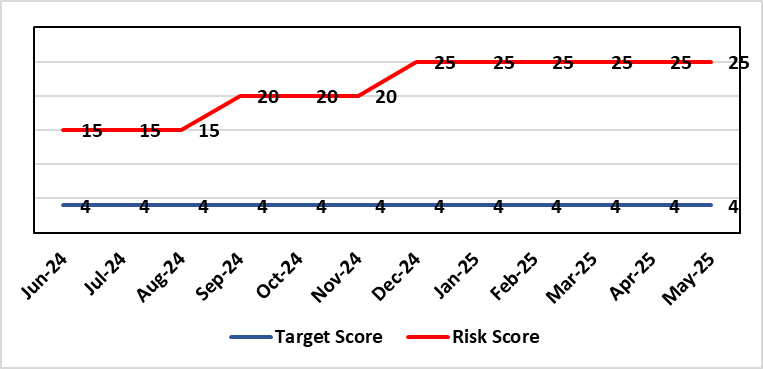 25 25 25 25 25 25
20 20 20
15 15 15
4 4 4 4 4 4 4 4 4 4 4 4
Jun-24 Jul-24 Aug-24 Sep-24 Oct-24 Nov-24 Dec-24 Jan-25 Feb-25 Mar-25 Apr-25 May-25
Target Score Risk Score